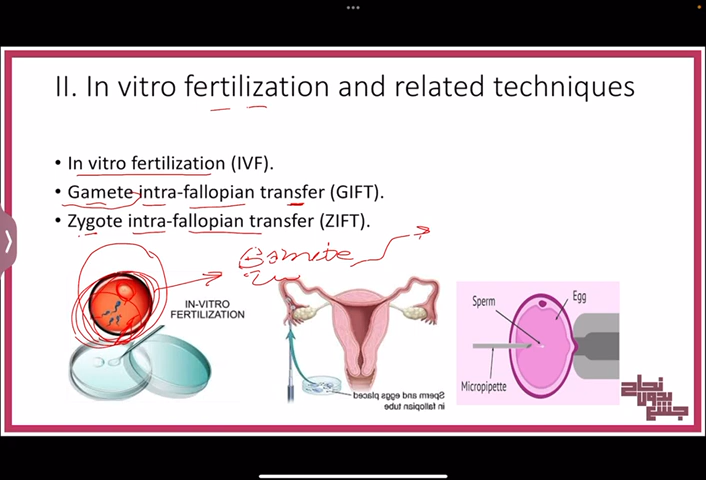 II. In vitro fertilization and related techniques
• In vitro fertilization (IVF).
• Gamete intra-fallopian transfer (GIFT).
• Zygote intra-fallopian transfer (ZIFT).
Gamite
IN-VITRO
FERTILIZATION
Sperm and eggs placed
in fallopian tube
Sperm
Egg
Micropipette